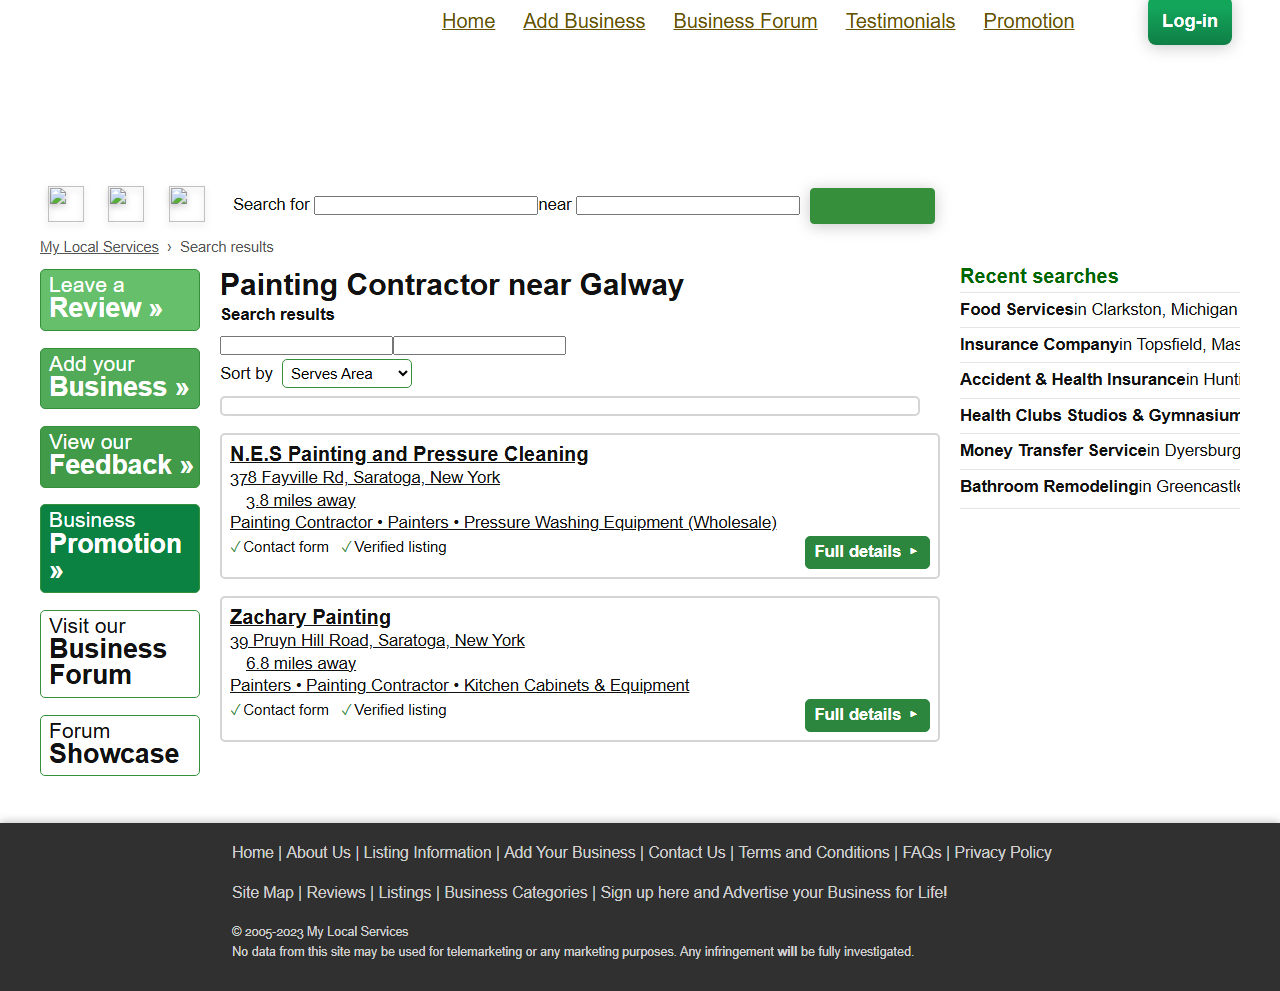 Home Add Business Business Forum Testimonials Promotion Log-in
Search for near
My Local Services › Search results
Leave a
Review »
Add your
Business »
View our
Feedback »
Business
Promotion
»
Visit our
Business
Forum
Forum
Showcase
Painting Contractor near Galway
Search results
Sort by Serves Area
N.E.S Painting and Pressure Cleaning
378 Fayville Rd, Saratoga, New York
3.8 miles away
Painting Contractor • Painters • Pressure Washing Equipment (Wholesale)
✓Contact form ✓Verified listing
Full details ►
Zachary Painting
39 Pruyn Hill Road, Saratoga, New York
6.8 miles away
Painters • Painting Contractor • Kitchen Cabinets & Equipment
✓Contact form ✓Verified listing
Full details ►
Recent searches
Food Servicesin Clarkston, Michigan
Insurance Companyin Topsfield, Mas
Accident & Health Insurancein Hunti
Health Clubs Studios & Gymnasium
Money Transfer Servicein Dyersburg
Bathroom Remodelingin Greencastle
Home | About Us | Listing Information | Add Your Business | Contact Us | Terms and Conditions | FAQs | Privacy Policy
Site Map | Reviews | Listings | Business Categories | Sign up here and Advertise your Business for Life!
© 2005-2023 My Local Services
No data from this site may be used for telemarketing or any marketing purposes. Any infringement will be fully investigated.